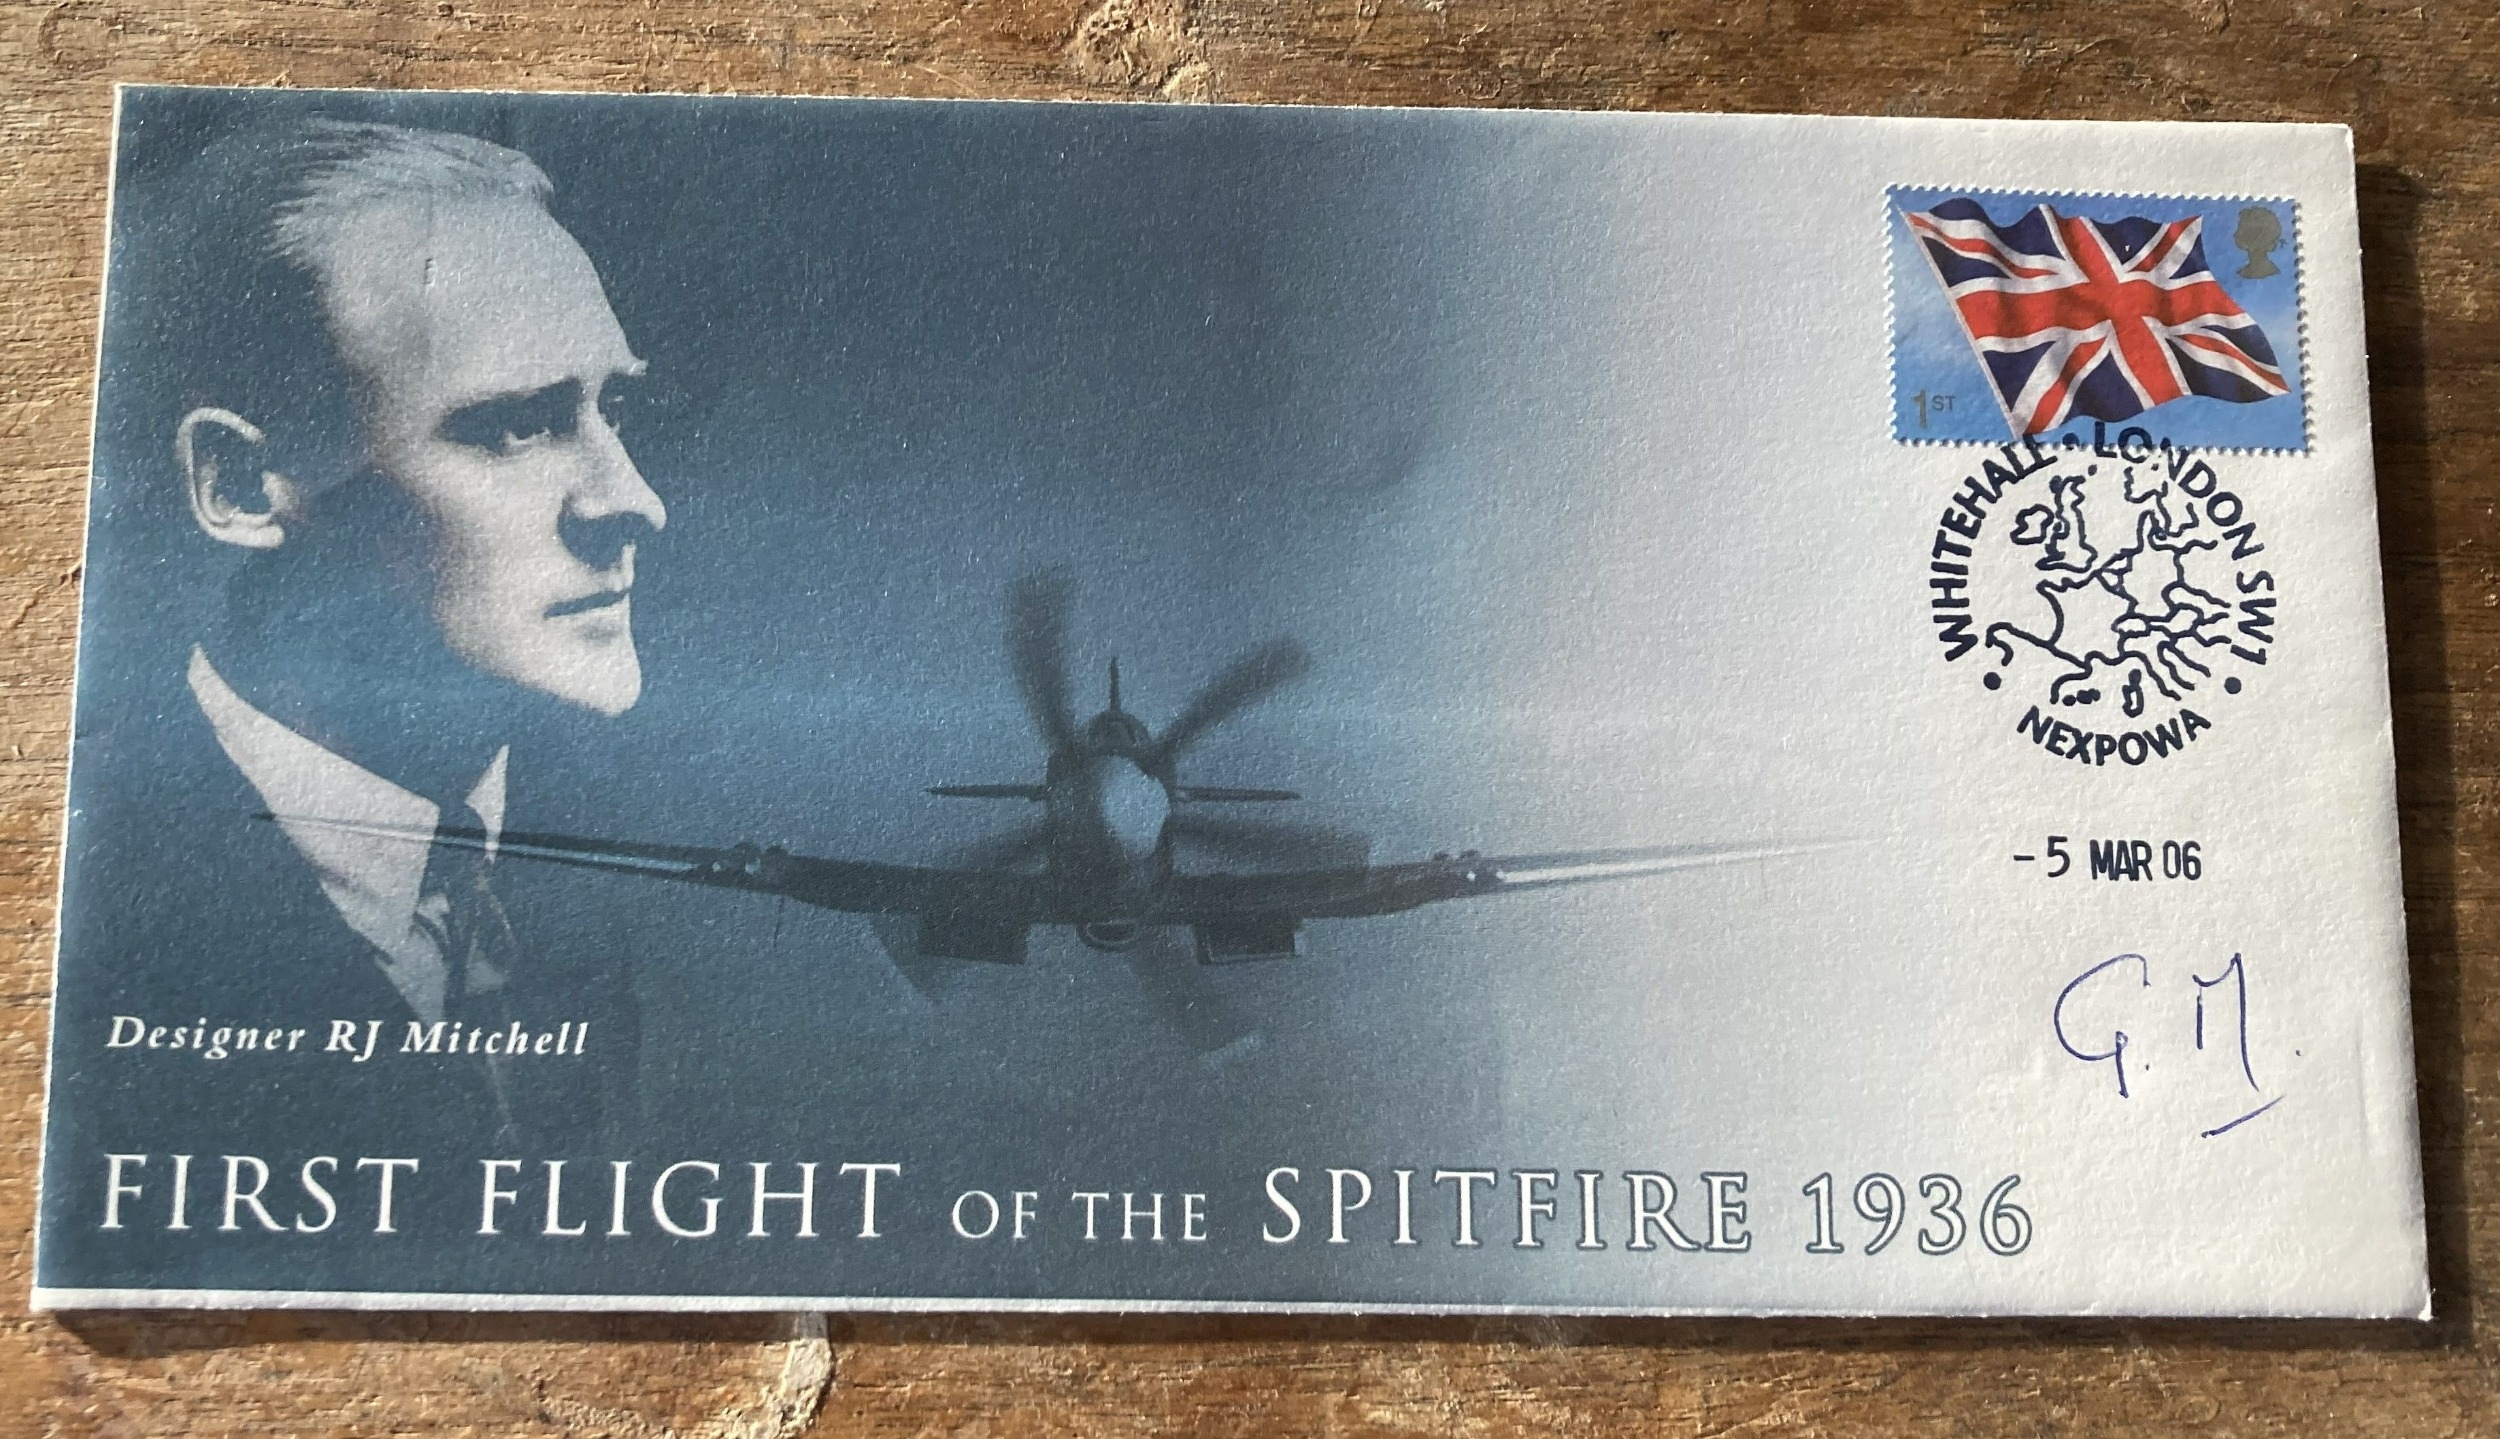 1ST
WHITEHALL • LONDON SW1
• NEXPOWA •
- 5 MAR 06
G. M.
Designer RJ Mitchell
FIRST FLIGHT OF THE SPITFIRE 1936